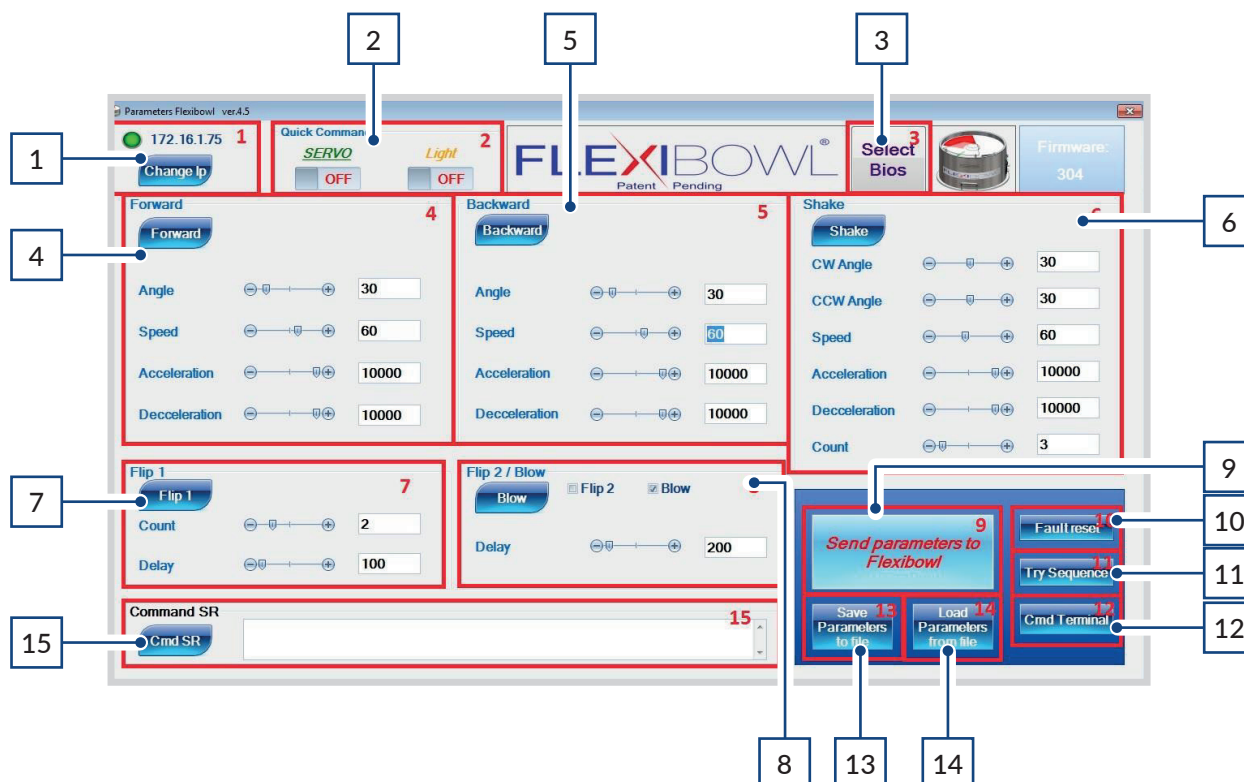 2
5
3
Parameters Flexibowl ver.4.5
172.16.1.75
1
Change Ip
1
Quick Comman
2
SERVO
Light
OFF
OFF
FLEXIBOWL®
Patent Pending
Select
Bios
3
Firmware:
304
Forward
4
Forward
4
Angle
30
Speed
60
Acceleration
10000
Decceleration
10000
Backward
5
Backward
Angle
30
Speed
60
Acceleration
10000
Decceleration
10000
Shake
6
Shake
CW Angle
30
CCW Angle
30
Speed
60
Acceleration
10000
Decceleration
10000
Count
3
Flip 1
7
Flip 1
7
Count
2
Delay
100
Flip 2 / Blow
Blow
Flip 2
Blow
Delay
200
9
9
Send parameters to
Flexibowl
Fault reset
10
10
Try Sequence
11
11
Cmd Terminal
12
12
Save
Parameters
to file
13
Load
Parameters
from file
14
Command SR
15
15
Cmd SR
8
13
14